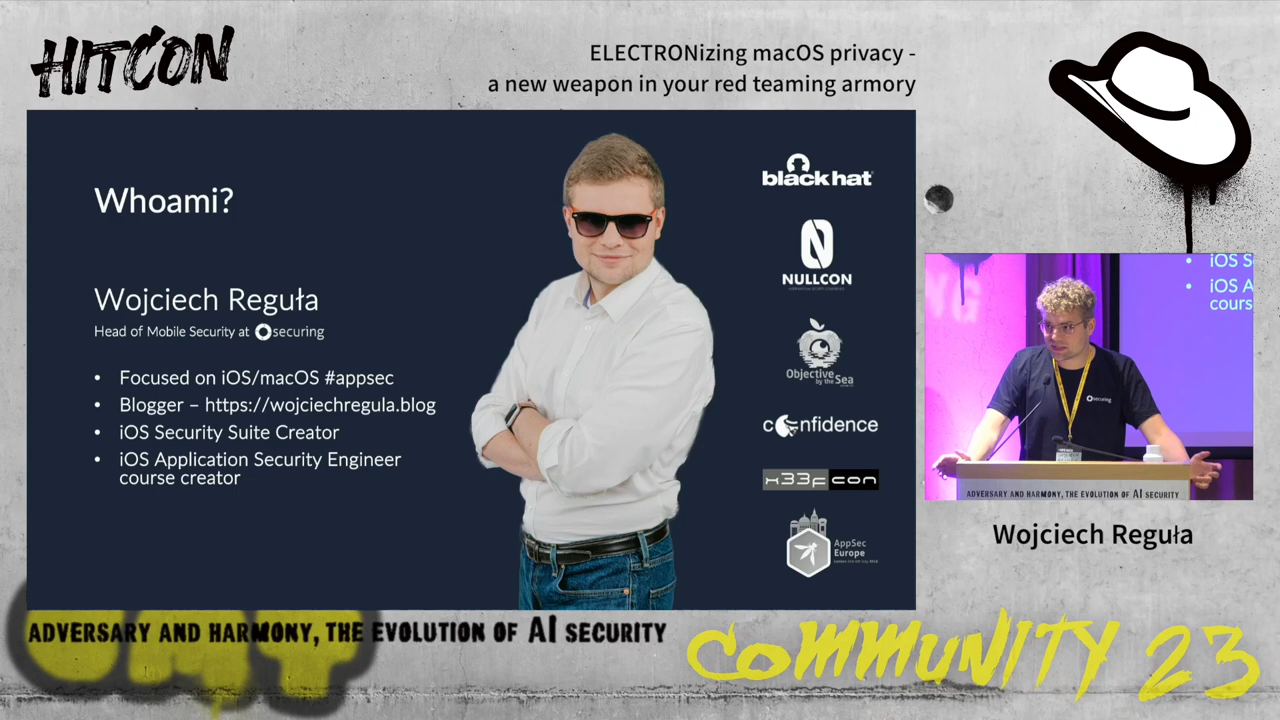 HITCON
ELECTRONizing macOS privacy -
a new weapon in your red teaming armory
Whoami?
Wojciech Reguła
Head of Mobile Security at securing
• Focused on iOS/macOS #appsec
• Blogger – https://wojciechregula.blog
• iOS Security Suite Creator
• iOS Application Security Engineer
course creator
black hat
NULLCON
Objective
by the Sea
confidence
x33fcon
AppSec
Europe
• iOS S
• iOS A
cours
securing
ADVERSARY AND HARMONY, THE EVOLUTION OF AI SECURITY
Wojciech Reguła
ADVERSARY AND HARMONY, THE EVOLUTION OF AI SECURITY
COMMUNITY 23